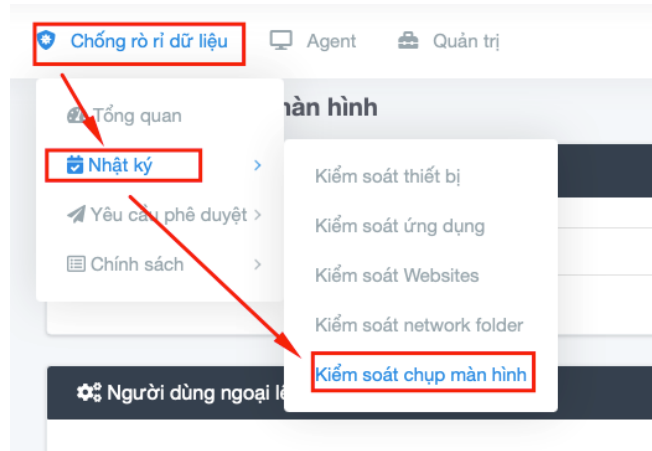 Chống rò rỉ dữ liệu Agent Quản trị
Tổng quan
màn hình
Nhật ký
Yêu cầu phê duyệt
Chính sách
Kiểm soát thiết bị
Kiểm soát ứng dụng
Kiểm soát Websites
Kiểm soát network folder
Kiểm soát chụp màn hình
Người dùng ngoại lệ